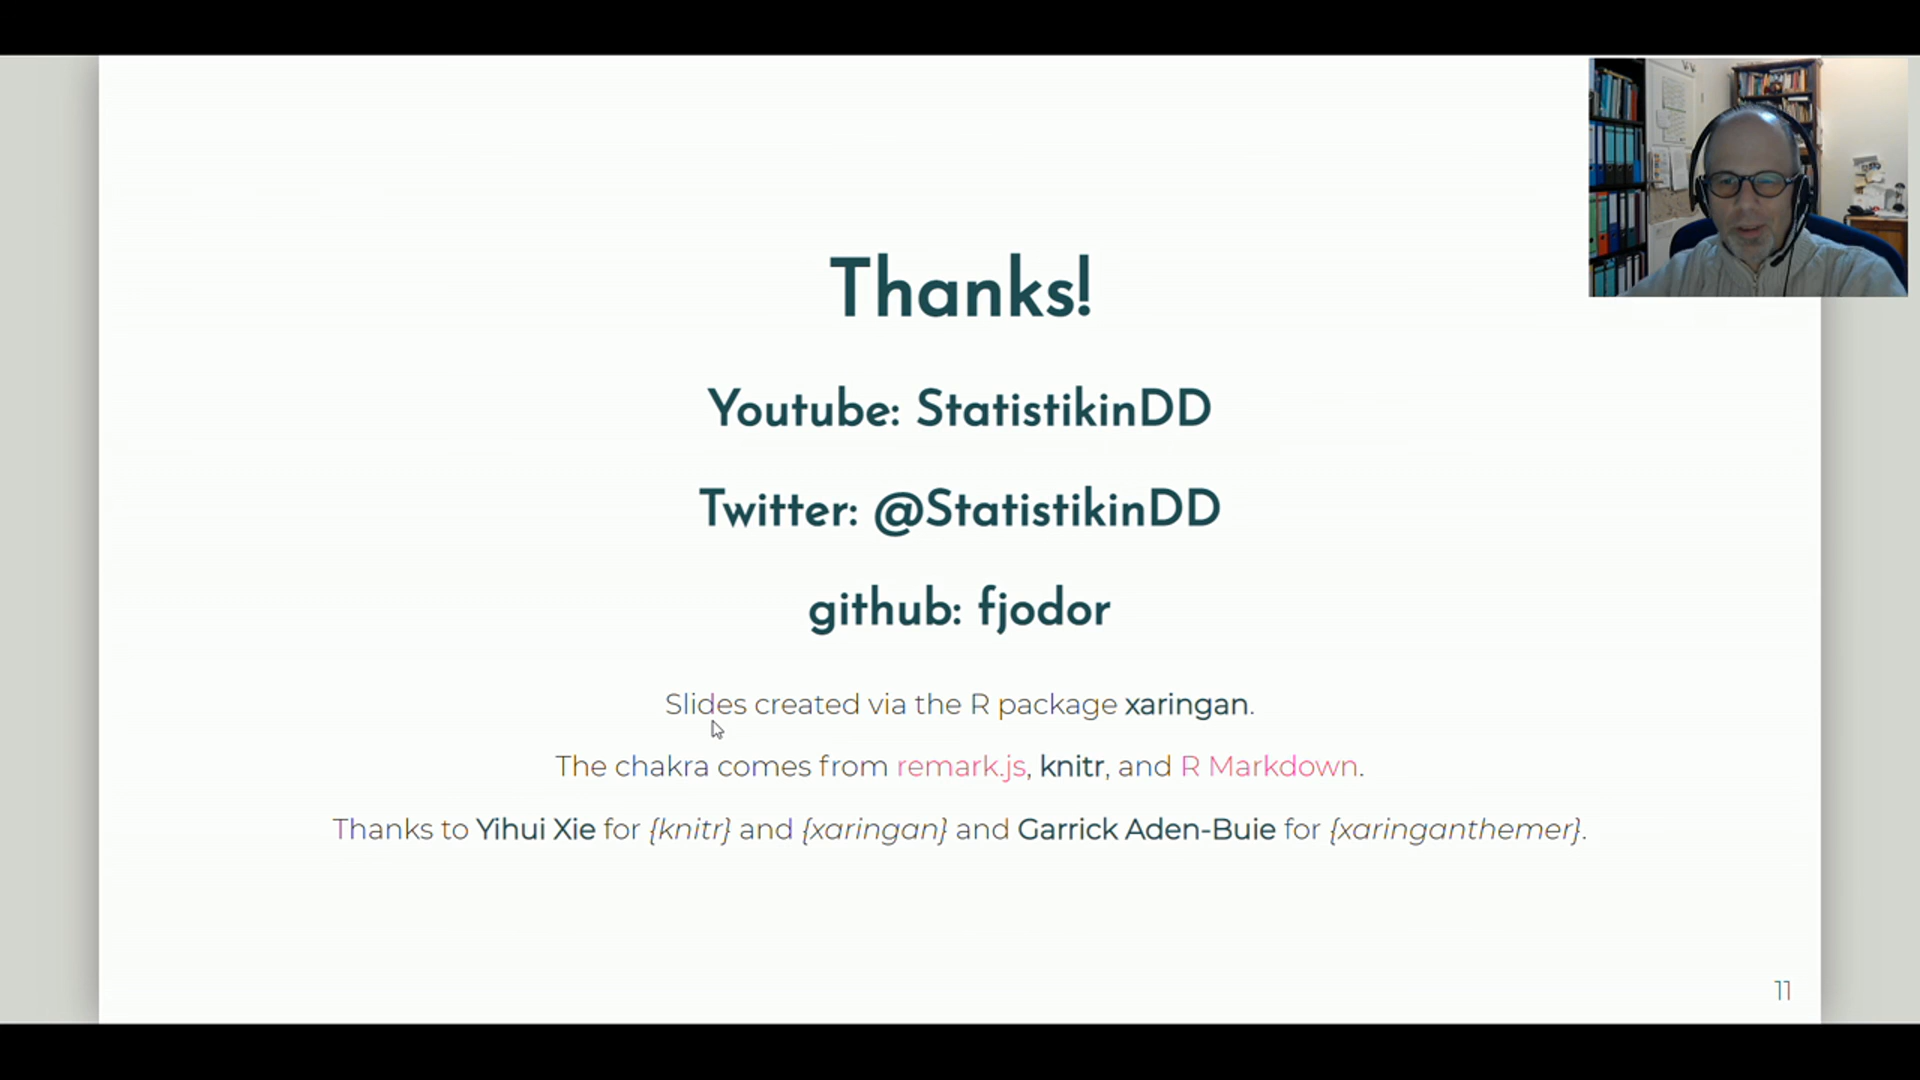 Thanks!
Youtube: StatistikinDD
Twitter: @StatistikinDD
github: fjodor
Slides created via the R package xaringan.
The chakra comes from remark.js, knitr, and R Markdown.
Thanks to Yihui Xie for {knitr} and {xaringan} and Garrick Aden-Buie for {xaringanthemer}.
11